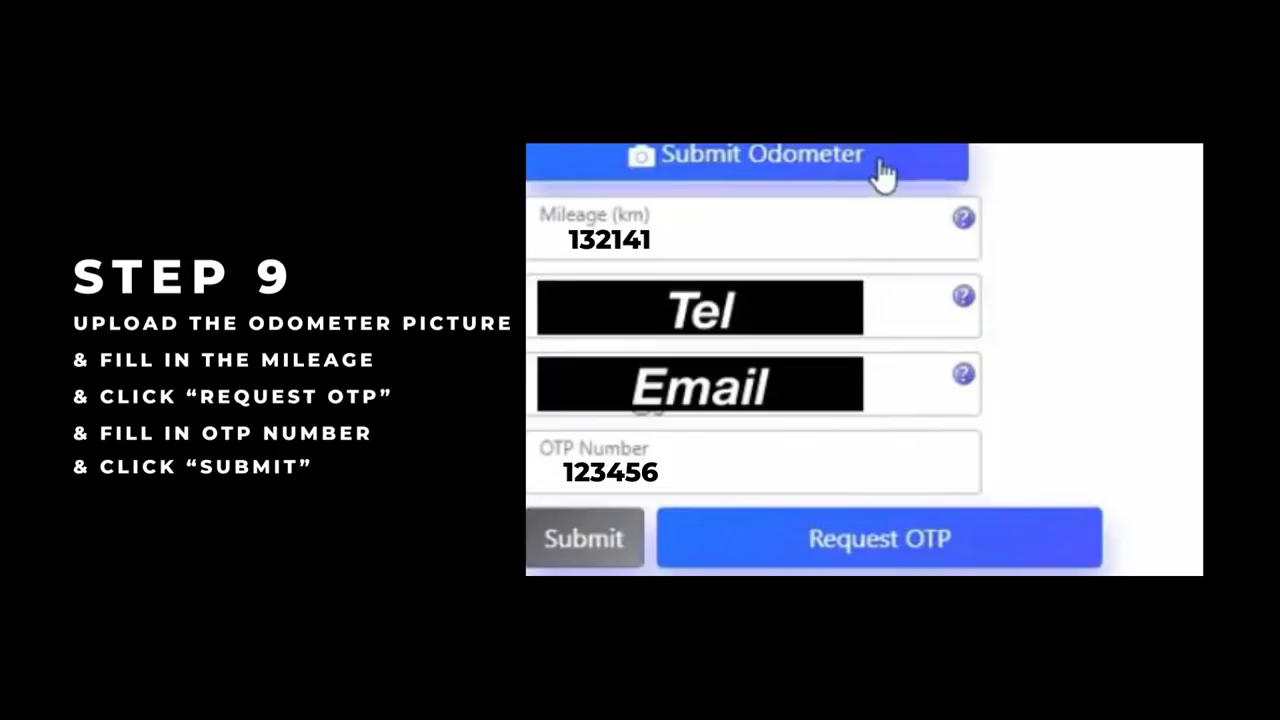 STEP 9
UPLOAD THE ODOMETER PICTURE
& FILL IN THE MILEAGE
& CLICK “REQUEST OTP”
& FILL IN OTP NUMBER
& CLICK “SUBMIT”
Submit Odometer
Mileage (km)
132141
Tel
Email
OTP Number
123456
Submit
Request OTP